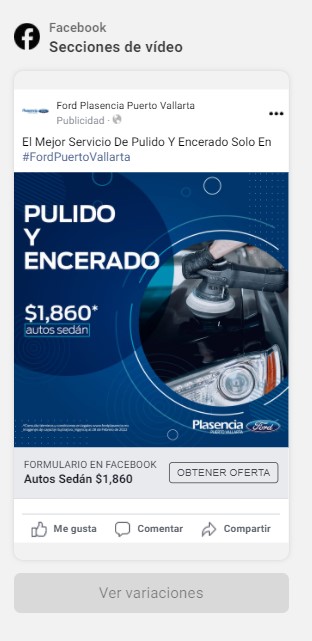 Facebook
Secciones de vídeo
Ford Plasencia Puerto Vallarta
Publicidad ·
El Mejor Servicio De Pulido Y Encerado Solo En
#FordPuertoVallarta
PULIDO
Y
ENCERADO
$1,860*
autos sedán
Plasencia
PUERTO VALLARTA
Ford
FORMULARIO EN FACEBOOK
Autos Sedán $1,860
OBTENER OFERTA
Me gusta
Comentar
Compartir
Ver variaciones